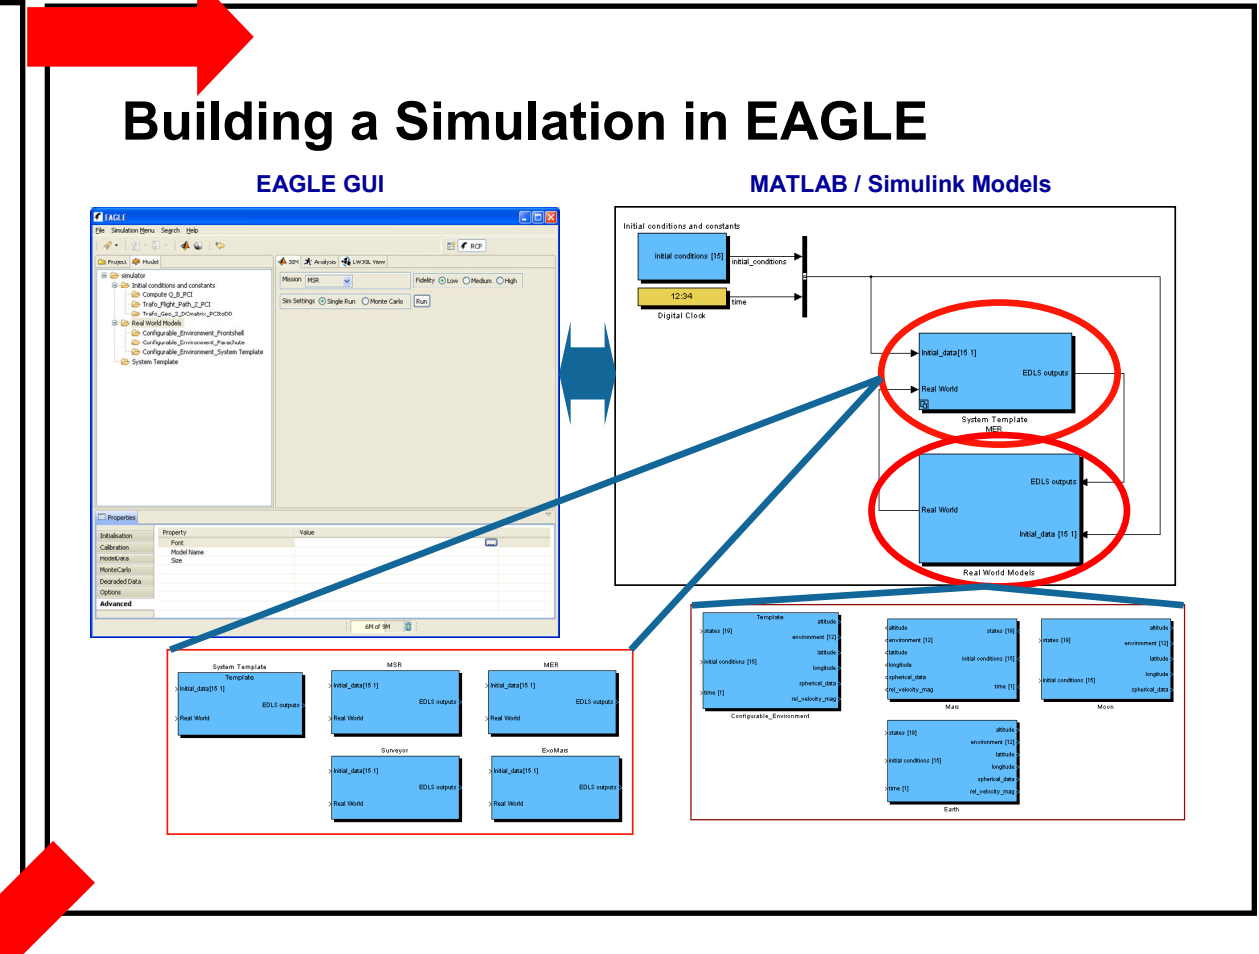 Building a Simulation in EAGLE
EAGLE GUI
MATLAB / Simulink Models
EAGLE
File Simulation Menu Search Help
RCP
Project Model
simulator
Initial conditions and constants
Compute Q_B_PCI
Trafo_Flight_Path_2_PCI
Trafo_Geo_2_DCmatrix_PCItoDO
Real World Models
Configurable_Environment_Frontshell
Configurable_Environment_Parachute
Configurable_Environment_System Template
System Template
SIM Analysis LWJGL View
Mission MSR
Fidelity Low Medium High
Sim Settings Single Run Monte Carlo Run
Properties
Initialisation
Calibration
ModelData
MonteCarlo
Degraded Data
Options
Advanced
Property Value
Font
Model Name
Size
6M of 9M
Initial conditions and constants
initial conditions [15]
initial_conditions
12:34
time
Digital Clock
Initial_data[15 1]
EDLS outputs
Real World
System Template
MER
EDLS outputs
Real World
Initial_data [15 1]
Real World Models
System Template
Template
Initial_data[15 1]
EDLS outputs
Real World
MSR
Initial_data[15 1]
EDLS outputs
Real World
MER
Initial_data[15 1]
EDLS outputs
Real World
Surveyor
Initial_data[15 1]
EDLS outputs
Real World
ExoMars
Initial_data[15 1]
EDLS outputs
Real World
Template
states [19]
initial conditions [15]
time [1]
altitude
environment [12]
latitude
longitude
spherical_data
rel_velocity_mag
Configurable_Environment
altitude
environment [12]
latitude
longitude
spherical_data
rel_velocity_mag
states [19]
initial conditions [15]
time [1]
Mars
states [19]
initial conditions [15]
altitude
environment [12]
latitude
longitude
spherical_data
Moon
states [19]
initial conditions [15]
time [1]
altitude
environment [12]
latitude
longitude
spherical_data
rel_velocity_mag
Earth